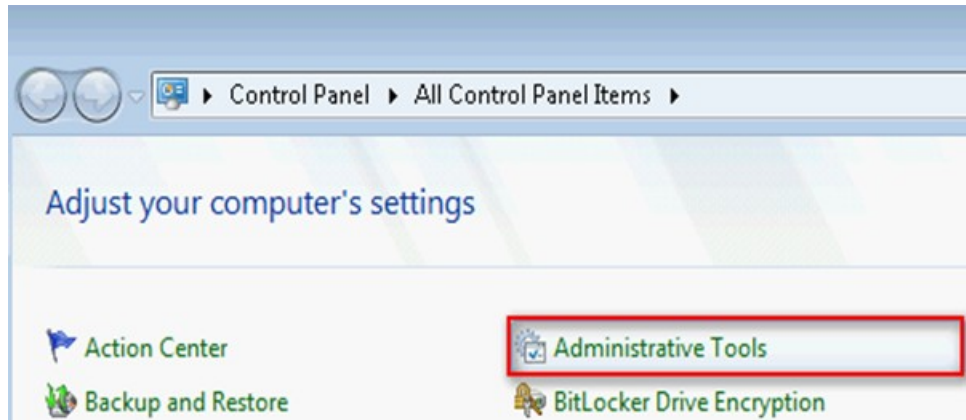 Control Panel All Control Panel Items
Adjust your computer's settings
Action Center Administrative Tools
Backup and Restore BitLocker Drive Encryption